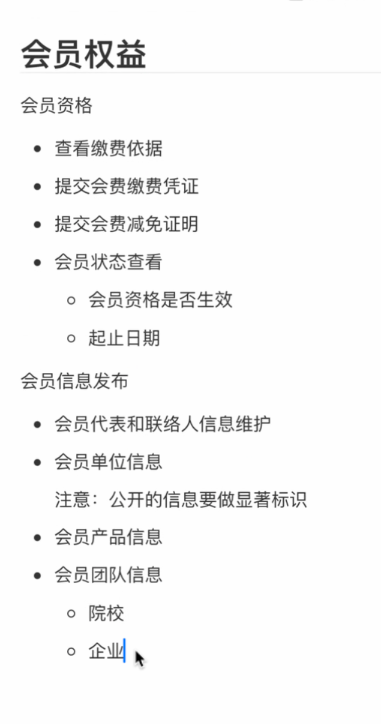 会员权益
会员资格
查看缴费依据
提交会费缴费凭证
提交会费减免证明
会员状态查看
会员资格是否生效
起止日期
会员信息发布
会员代表和联络人信息维护
会员单位信息
注意：公开的信息要做显著标识
会员产品信息
会员团队信息
院校
企业